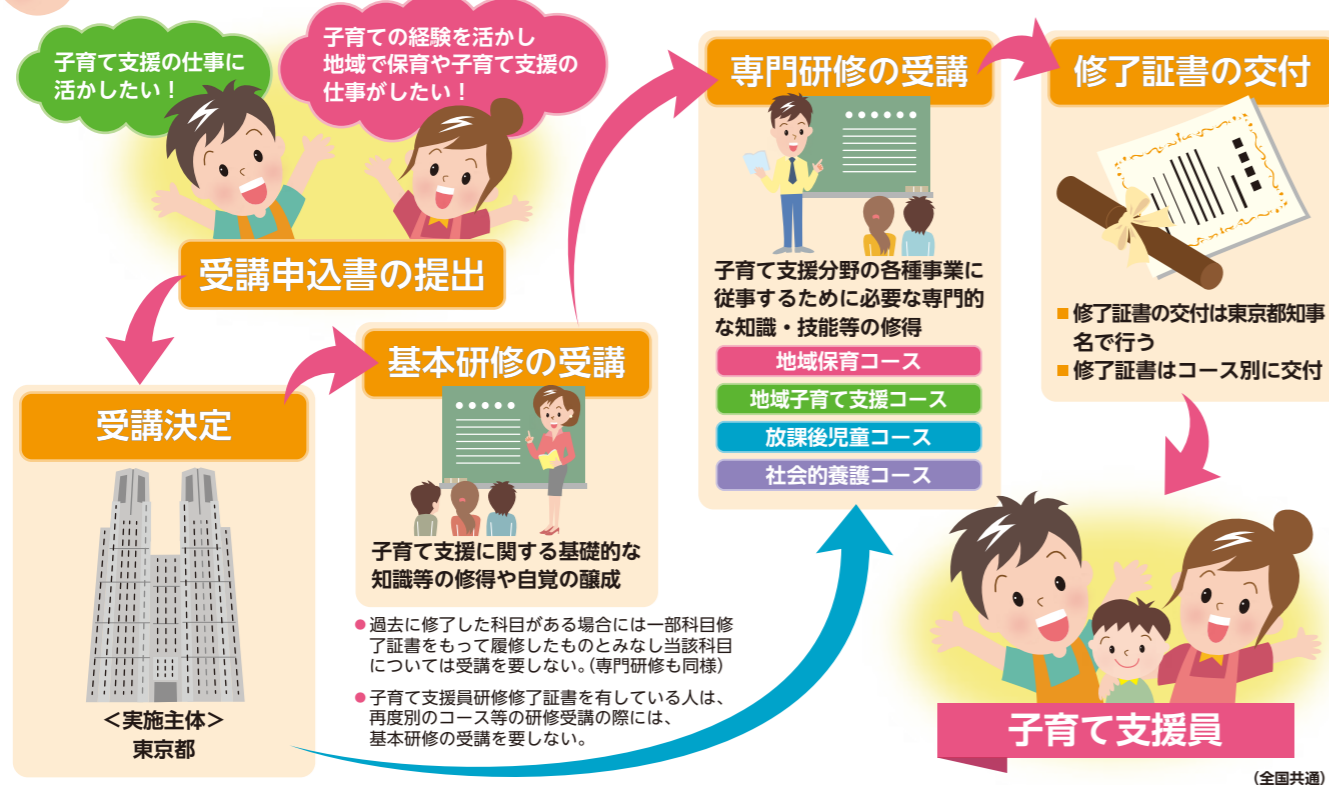 子育て支援の仕事に
活かしたい！
子育ての経験を活かし
地域で保育や子育て支援の
仕事がしたい！
受講申込書の提出
受講決定
＜実施主体＞
東京都
基本研修の受講
子育て支援に関する基礎的な
知識等の修得や自覚の醸成
●過去に修了した科目がある場合には一部科目修
了証書をもって履修したものとみなし当該科目
については受講を要しない。（専門研修も同様）
●子育て支援員研修修了証書を有している人は、
再度別のコース等の研修受講の際には、
基本研修の受講を要しない。
専門研修の受講
子育て支援分野の各種事業に
従事するために必要な専門的
な知識・技能等の修得
地域保育コース
地域子育て支援コース
放課後児童コース
社会的養護コース
修了証書の交付
■修了証書の交付は東京都知事
名で行う
■修了証書はコース別に交付
子育て支援員
（全国共通）